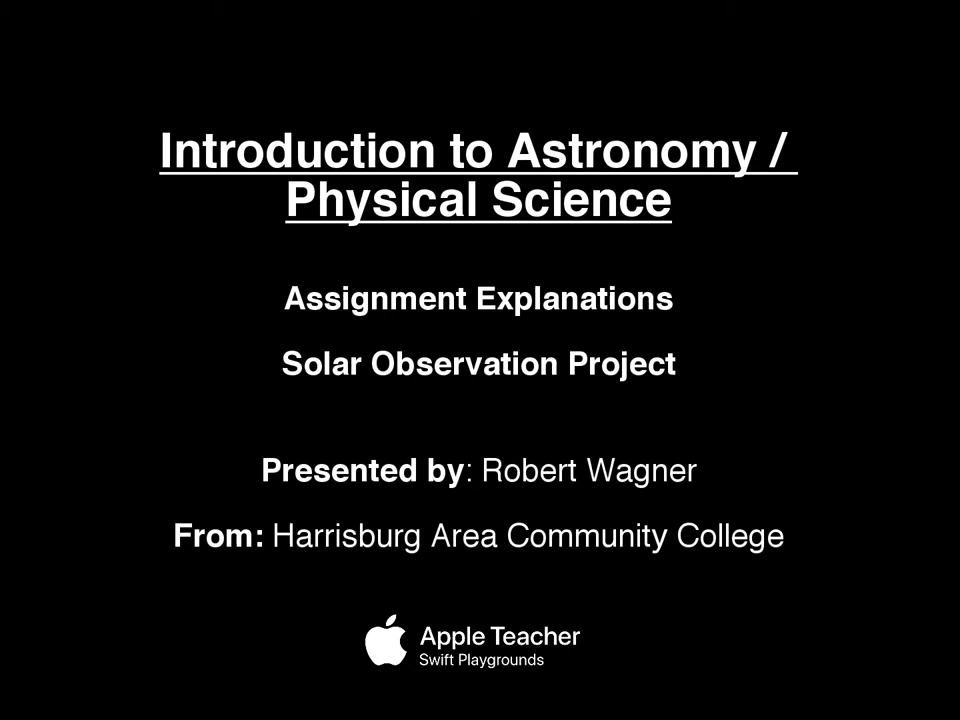 Introduction to Astronomy /
Physical Science
Assignment Explanations
Solar Observation Project
Presented by: Robert Wagner
From: Harrisburg Area Community College
Apple Teacher
Swift Playgrounds